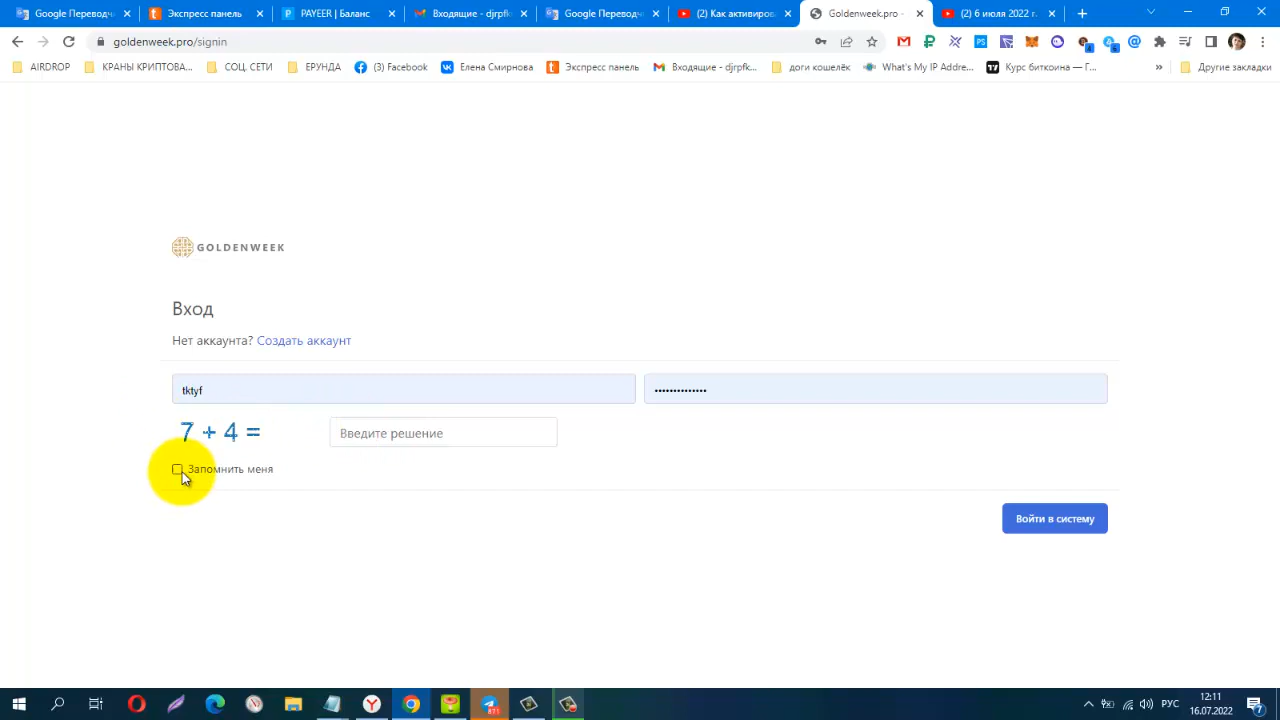 Google Переводч
Экспресс панель
PAYEER | Баланс
Входящие - djrpfk
Google Переводч
(2) Как активиров
Goldenweek.pro -
(2) 6 июля 2022 г.
goldenweek.pro/signin
AIRDROP
КРАНЫ КРИПТОВА...
СОЦ. СЕТИ
ЕРУНДА
(3) Facebook
Елена Смирнова
Экспресс панель
Входящие - djrpfk...
доги кошелёк
What's My IP Addre...
Курс биткоина — Г...
»
Другие закладки
GOLDENWEEK
Вход
Нет аккаунта? Создать аккаунт
tktyf
••••••••••••••
7 + 4 =
Введите решение
Запомнить меня
Войти в систему
РУС
12:11
16.07.2022